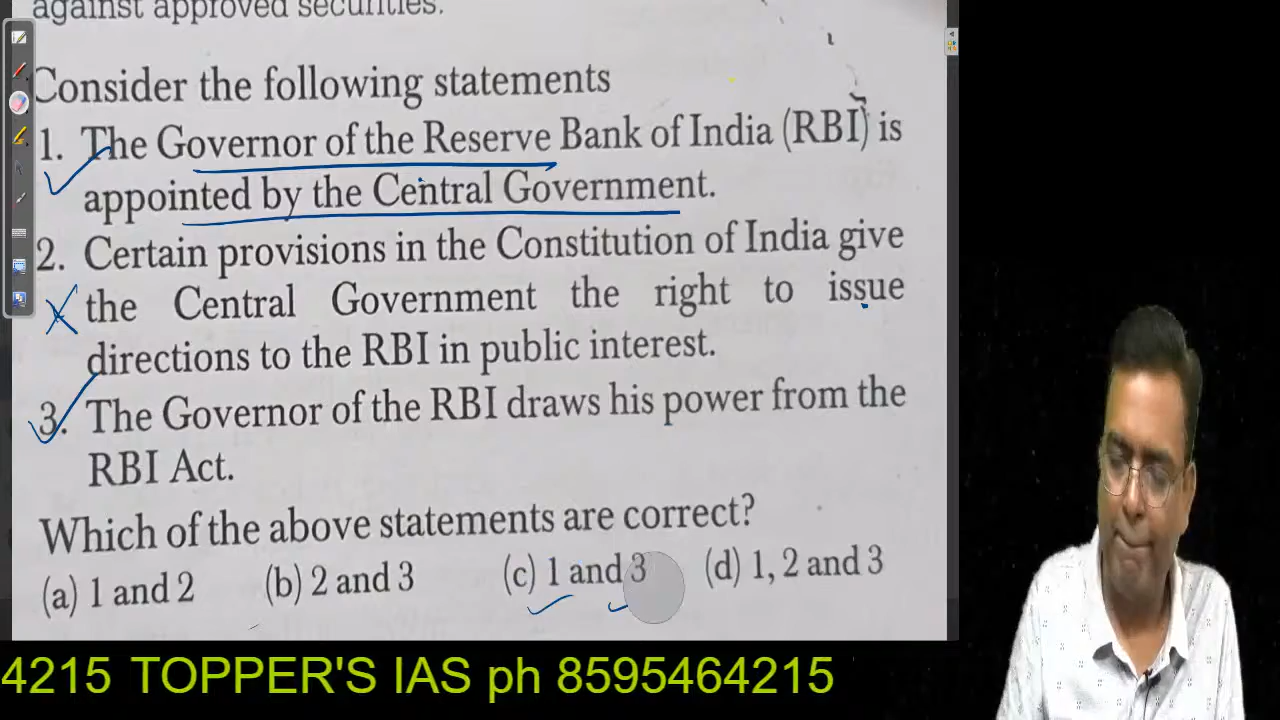 against approved securities.
Consider the following statements
1. The Governor of the Reserve Bank of India (RBI) is
appointed by the Central Government.
2. Certain provisions in the Constitution of India give
the Central Government the right to issue
directions to the RBI in public interest.
3. The Governor of the RBI draws his power from the
RBI Act.
Which of the above statements are correct?
(a) 1 and 2 (b) 2 and 3 (c) 1 and 3 (d) 1, 2 and 3
4215 TOPPER'S IAS ph 8595464215